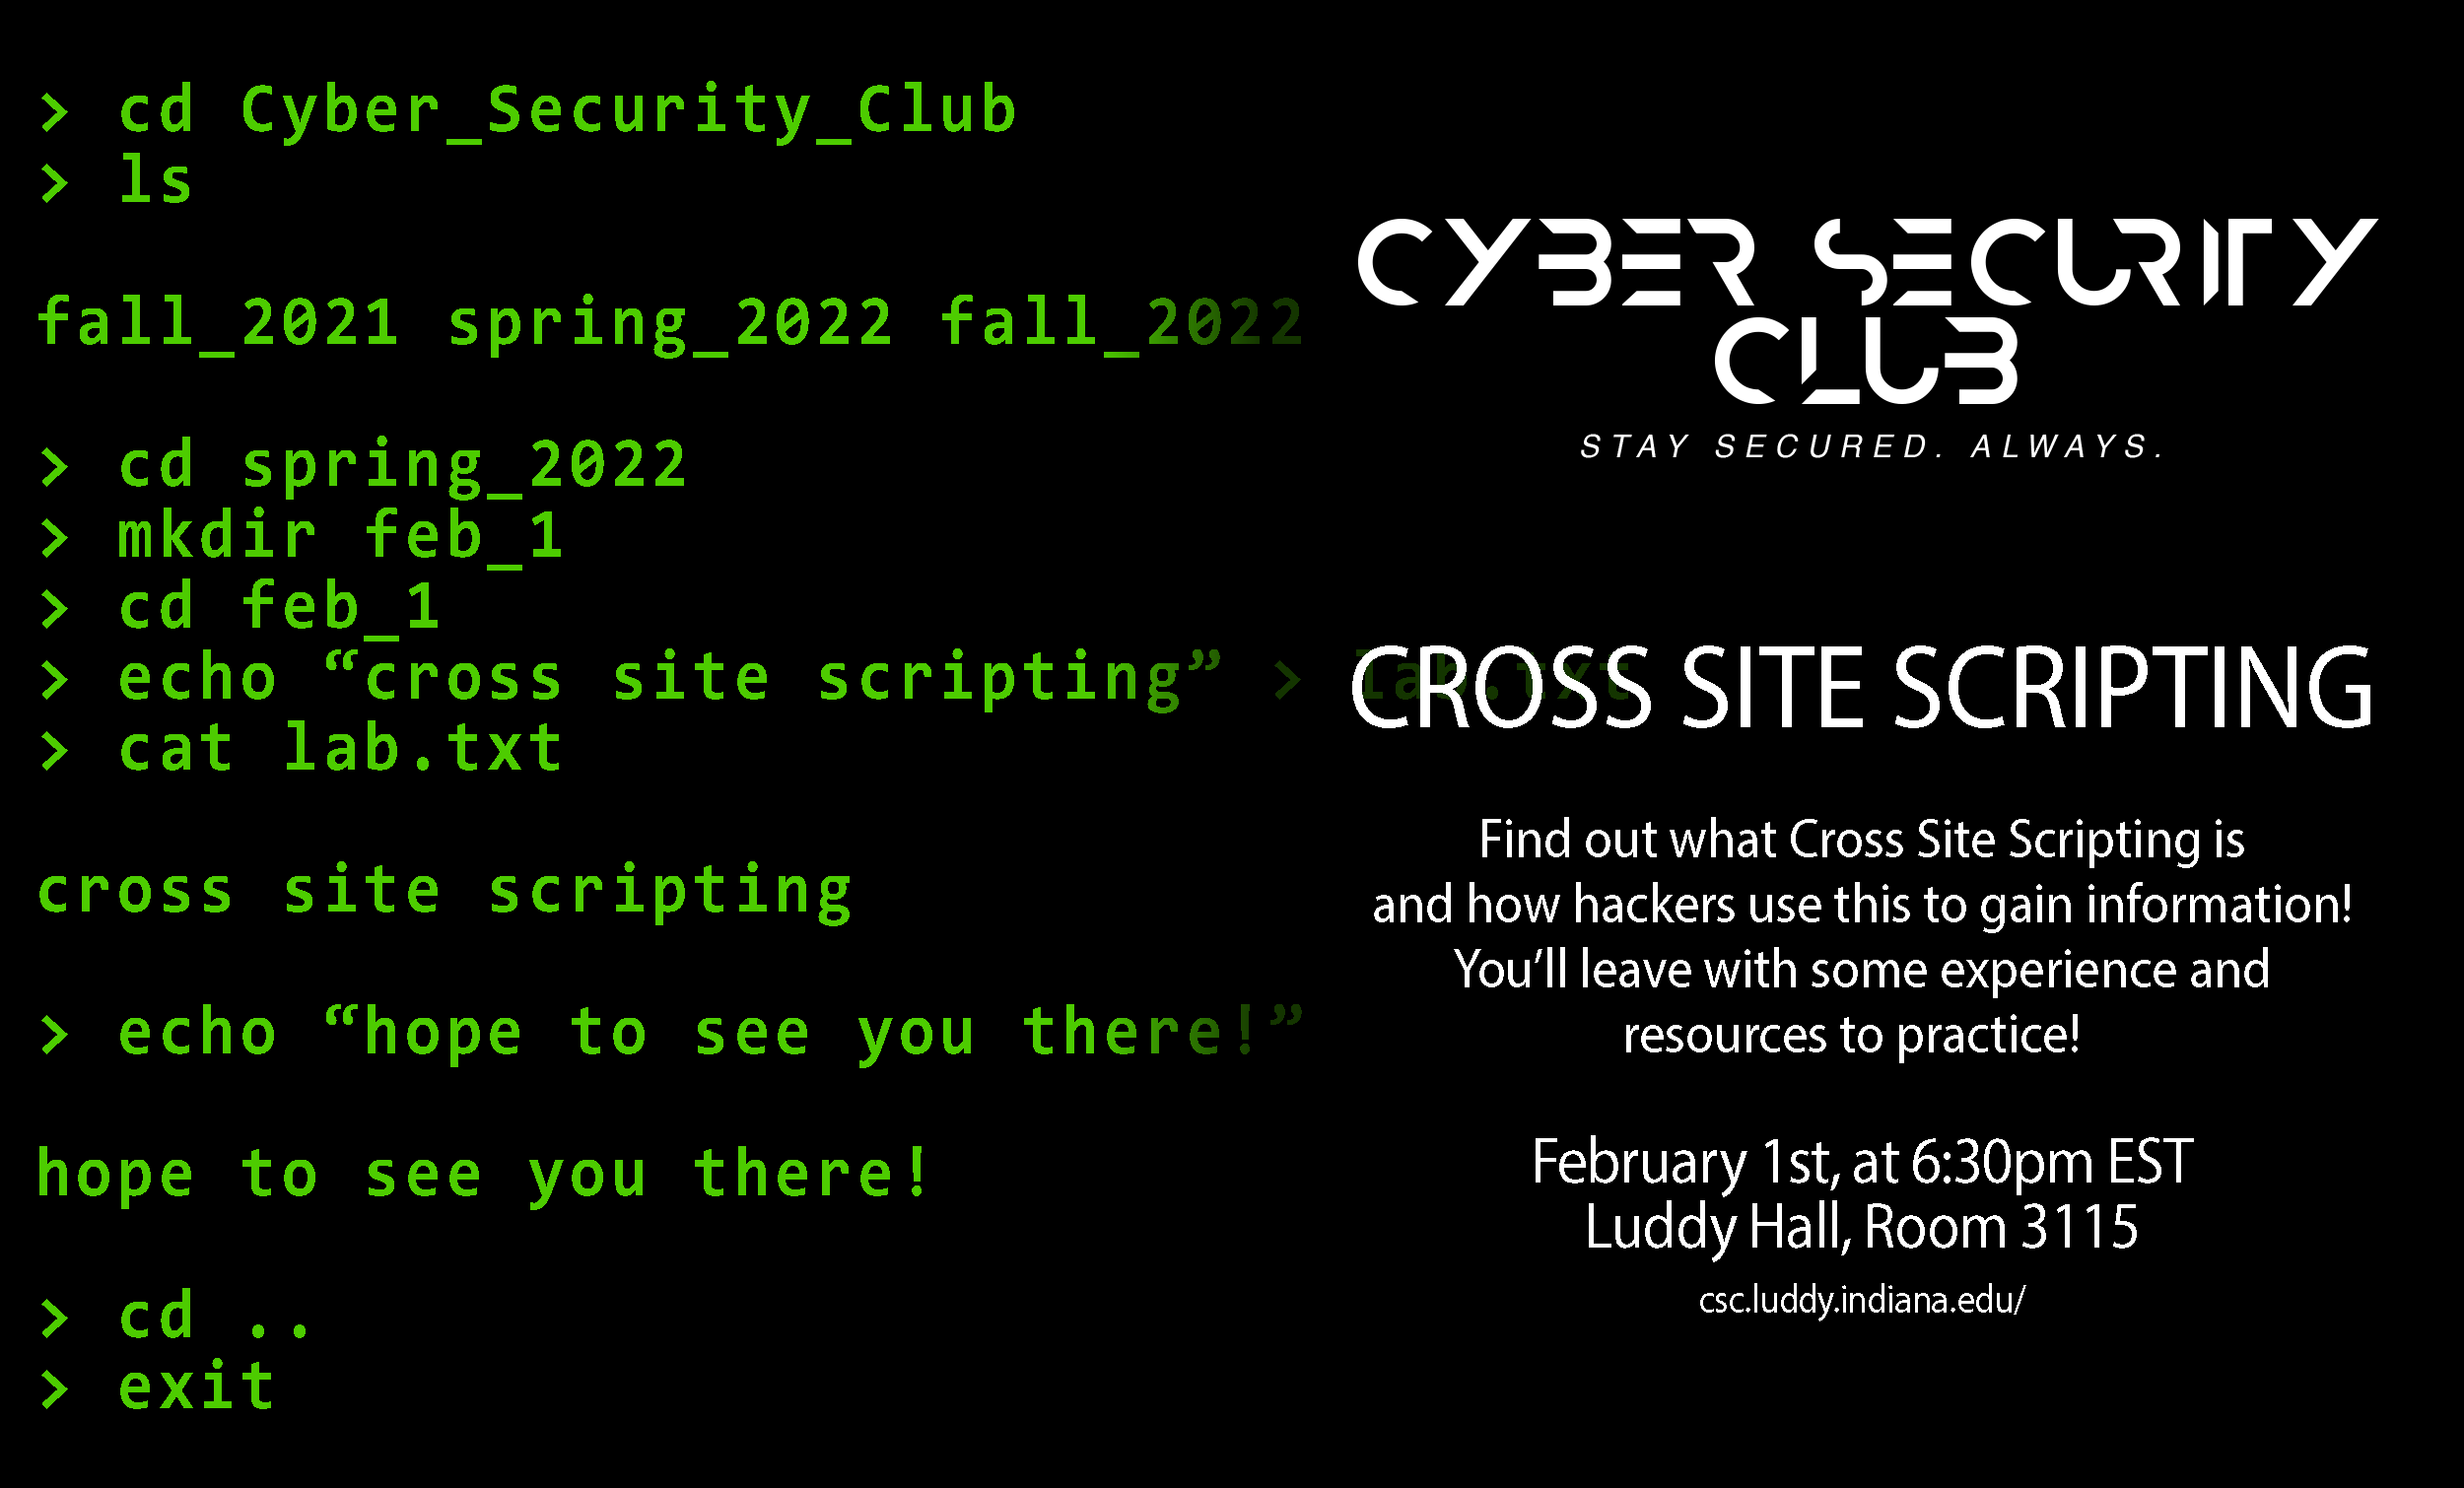 > cd Cyber_Security_Club
> ls
fall_2021 spring_2022 fall_2022
> cd spring_2022
> mkdir feb_1
> cd feb_1
> echo “cross site scripting” > lab.txt
> cat lab.txt
cross site scripting
> echo “hope to see you there!”
hope to see you there!
> cd ..
> exit
CYBER SECURITY
CLUB
STAY SECURED. ALWAYS.
CROSS SITE SCRIPTING
Find out what Cross Site Scripting is
and how hackers use this to gain information!
You’ll leave with some experience and
resources to practice!
February 1st, at 6:30pm EST
Luddy Hall, Room 3115
csc.luddy.indiana.edu/